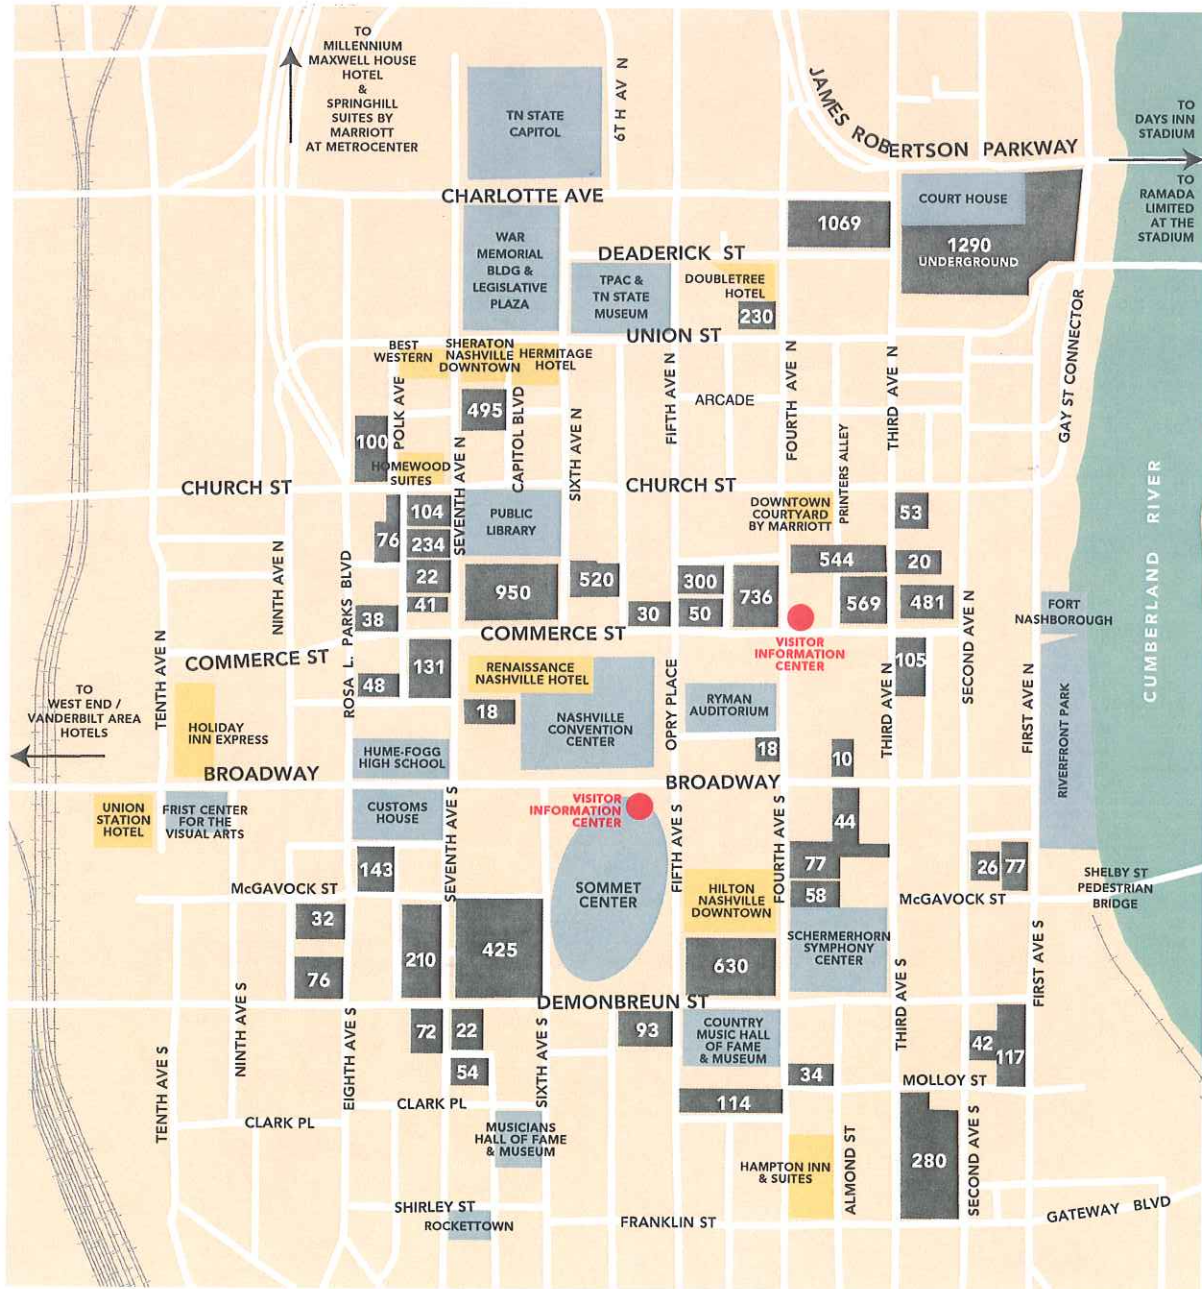 TO
MILLENNIUM
MAXWELL HOUSE
HOTEL
&
SPRINGHILL
SUITES BY
MARRIOTT
AT METROCENTER
TN STATE
CAPITOL
6TH AV N
JAMES ROBERTSON PARKWAY
TO
DAYS INN
STADIUM
TO
RAMADA
LIMITED
AT THE
STADIUM
CHARLOTTE AVE
COURT HOUSE
1069
1290
UNDERGROUND
WAR
MEMORIAL
BLDG &
LEGISLATIVE
PLAZA
DEADERICK ST
TPAC &
TN STATE
MUSEUM
DOUBLETREE
HOTEL
230
UNION ST
BEST
WESTERN
SHERATON
NASHVILLE
DOWNTOWN
HERMITAGE
HOTEL
POLK AVE
495
CAPITOL BLVD
SEVENTH AVE N
SIXTH AVE N
FIFTH AVE N
ARCADE
FOURTH AVE N
PRINTERS ALLEY
THIRD AVE N
GAY ST CONNECTOR
100
HOMEWOOD
SUITES
CHURCH ST
CHURCH ST
CUMBERLAND RIVER
104
PUBLIC
LIBRARY
DOWNTOWN
COURTYARD
BY MARRIOTT
53
76
234
544
20
22
950
520
300
736
569
481
41
38
30
50
FORT
NASHBOROUGH
NINTH AVE N
ROSA L. PARKS BLVD
COMMERCE ST
COMMERCE ST
VISITOR
INFORMATION
CENTER
SECOND AVE N
TENTH AVE N
131
48
RENAISSANCE
NASHVILLE HOTEL
105
TO
WEST END /
VANDERBILT AREA
HOTELS
HOLIDAY
INN EXPRESS
18
NASHVILLE
CONVENTION
CENTER
OPRY PLACE
RYMAN
AUDITORIUM
THIRD AVE N
FIRST AVE N
RIVERFRONT PARK
HUME-FOGG
HIGH SCHOOL
18
10
BROADWAY
BROADWAY
UNION
STATION
HOTEL
FRIST CENTER
FOR THE
VISUAL ARTS
CUSTOMS
HOUSE
SEVENTH AVE S
VISITOR
INFORMATION
CENTER
FIFTH AVE S
FOURTH AVE S
44
143
77
26
77
SHELBY ST
PEDESTRIAN
BRIDGE
McGAVOCK ST
SOMMET
CENTER
HILTON
NASHVILLE
DOWNTOWN
58
McGAVOCK ST
32
210
425
SCHERMERHORN
SYMPHONY
CENTER
76
630
FIRST AVE S
DEMONBREUN ST
NINTH AVE S
EIGHTH AVE S
72
22
SIXTH AVE S
93
COUNTRY
MUSIC HALL
OF FAME
& MUSEUM
THIRD AVE S
42
117
TENTH AVE S
54
34
MOLLOY ST
CLARK PL
CLARK PL
114
MUSICIANS
HALL OF FAME
& MUSEUM
HAMPTON INN
& SUITES
ALMOND ST
280
SECOND AVE S
SHIRLEY ST
ROCKETTOWN
FRANKLIN ST
GATEWAY BLVD